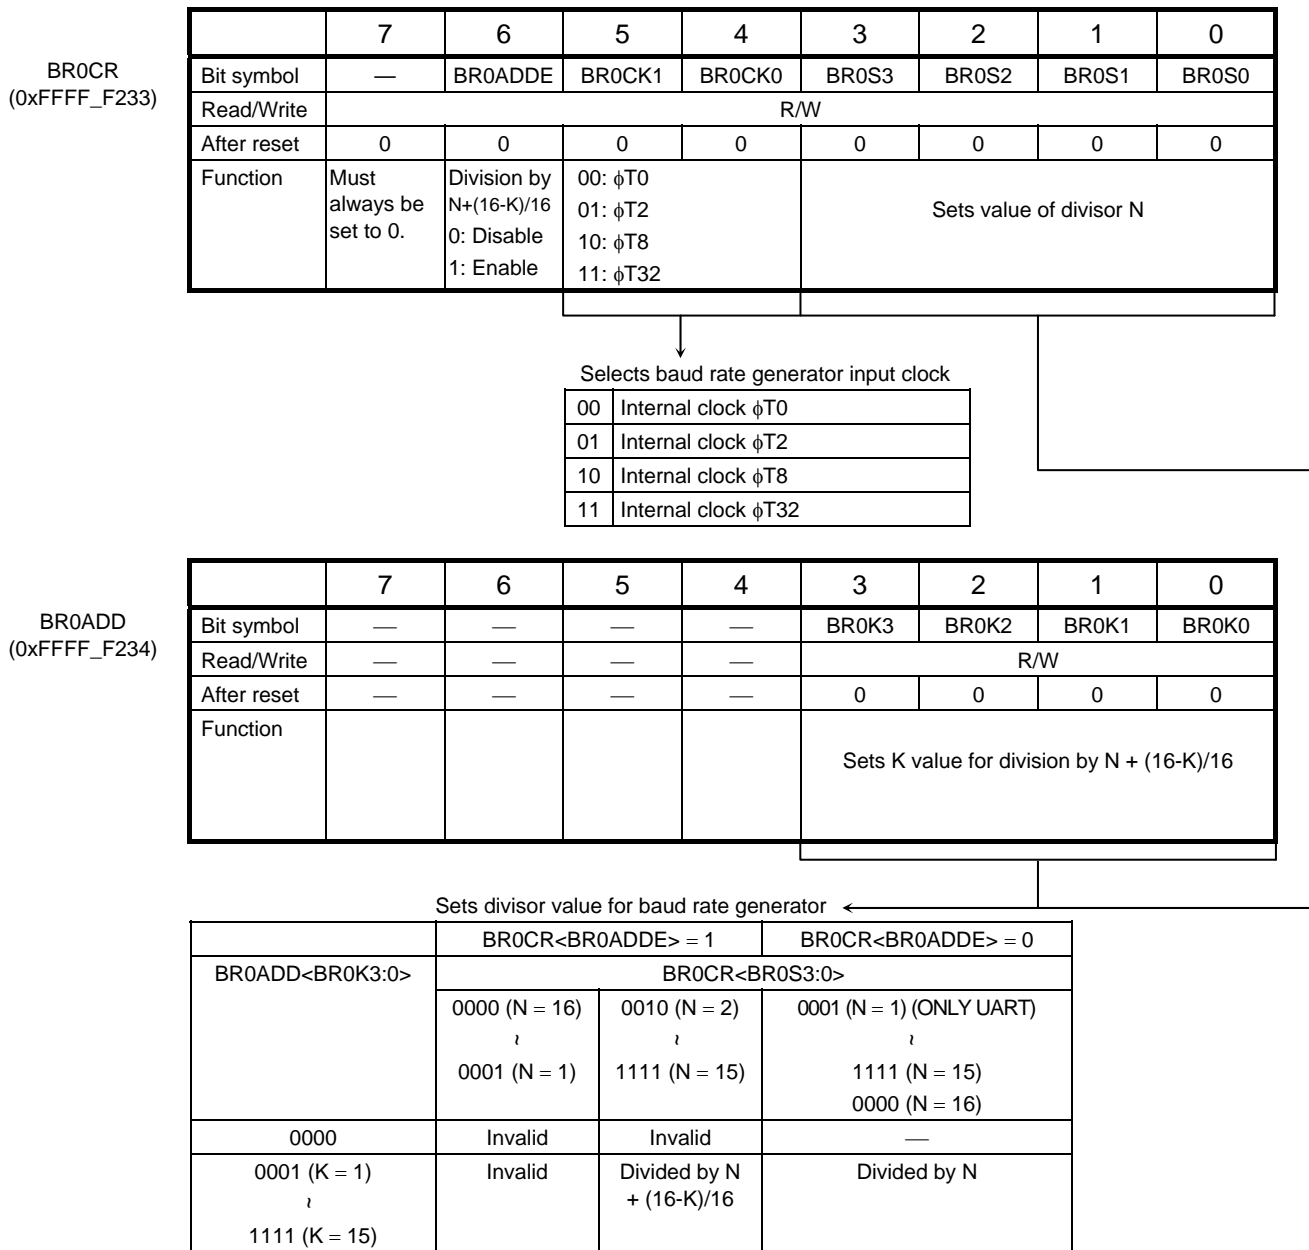 7 6 5 4 3 2 1 0
BR0CR
(0xFFFF_F233)
Bit symbol — BR0ADDE BR0CK1 BR0CK0 BR0S3 BR0S2 BR0S1 BR0S0
Read/Write R/W
After reset 0 0 0 0 0 0 0 0
Function
Must
always be
set to 0.
Division by
N+(16-K)/16
0: Disable
1: Enable
00: ϕT0
01: ϕT2
10: ϕT8
11: ϕT32
Sets value of divisor N
Selects baud rate generator input clock
00 Internal clock ϕT0
01 Internal clock ϕT2
10 Internal clock ϕT8
11 Internal clock ϕT32
7 6 5 4 3 2 1 0
BR0ADD
(0xFFFF_F234)
Bit symbol — — — — BR0K3 BR0K2 BR0K1 BR0K0
Read/Write — — — — R/W
After reset — — — — 0 0 0 0
Function
Sets K value for division by N + (16-K)/16
Sets divisor value for baud rate generator
BR0CR<BR0ADDE> = 1 BR0CR<BR0ADDE> = 0
BR0ADD<BR0K3:0> BR0CR<BR0S3:0>
0000 (N = 16) 0010 (N = 2) 0001 (N = 1) (ONLY UART)
≀ ≀ ≀
0001 (N = 1) 1111 (N = 15) 1111 (N = 15)
0000 (N = 16)
0000 Invalid Invalid —
0001 (K = 1) Invalid Divided by N Divided by N
≀ + (16-K)/16
1111 (K = 15)